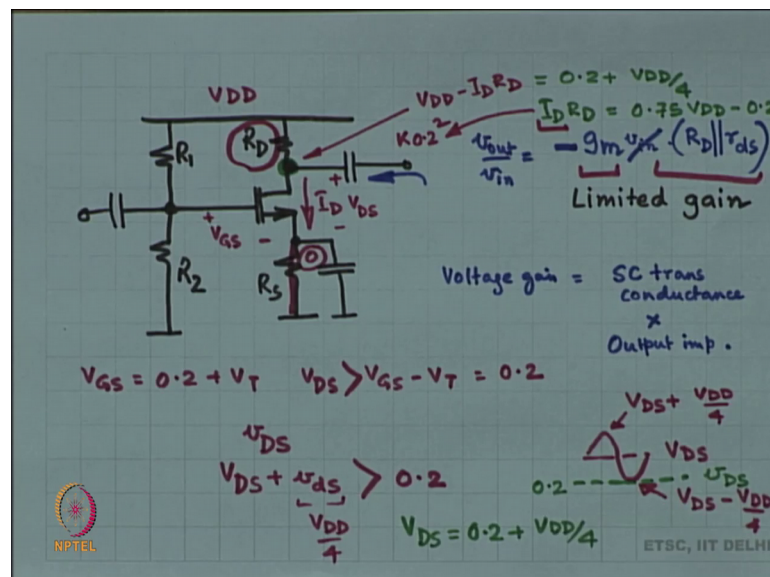 VDD
VDD - IDRD = 0.2 + VDD/4
IDRD = 0.75 VDD - 0.2
K0.2²
vout/vin = - gm vin · (RD || rds)
Limited gain
R1
RD
+
ID VDS
-
+
VGS -
R2
RS
0
Voltage gain = SC trans
conductance
×
Output imp.
VGS = 0.2 + VT VDS > VGS - VT = 0.2
vDS
VDS + vds > 0.2
VDD/4
VDS = 0.2 + VDD/4
VDS + VDD/4
VDS
0.2 vDS
VDS - VDD/4
NPTEL
ETSC, IIT DELHI